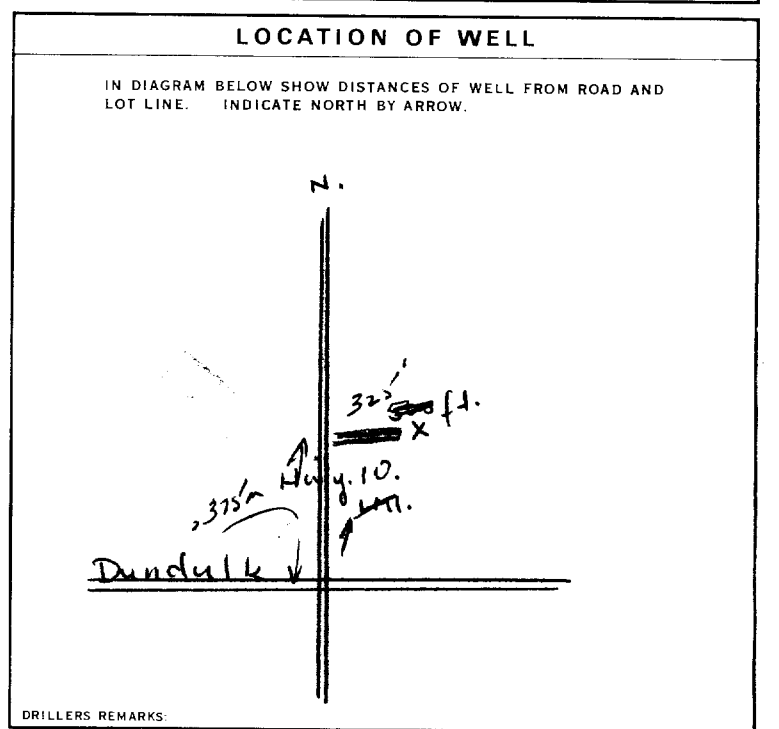 LOCATION OF WELL
IN DIAGRAM BELOW SHOW DISTANCES OF WELL FROM ROAD AND
LOT LINE. INDICATE NORTH BY ARROW.
N.
ft.
X
Hwy. 10.
Dundalk
DRILLERS REMARKS: